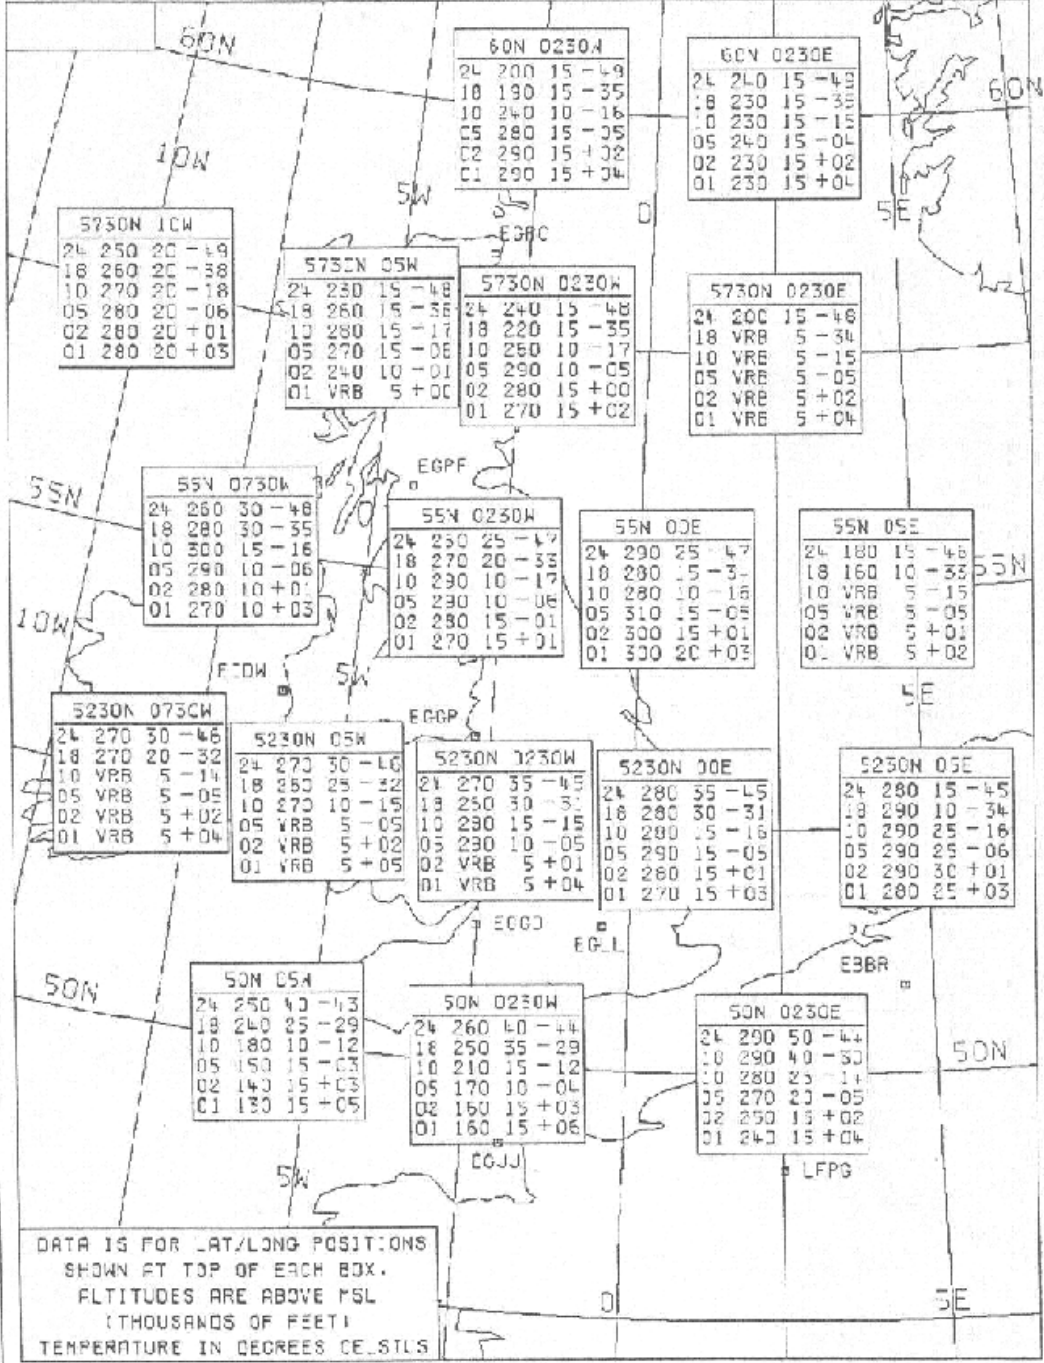 60N
60N 0230W
24 200 15 -49
18 190 15 -35
10 240 10 -16
05 280 15 -05
02 290 15 +02
01 290 15 +04
60N 0230E
24 240 15 -49
18 230 15 -35
10 230 15 -15
05 240 15 -04
02 230 15 +02
01 230 15 +04
60N
10W
5W
0
5E
5730N 10W
24 250 20 -49
18 260 20 -38
10 270 20 -18
05 280 20 -06
02 280 20 +01
01 280 20 +03
5730N 05W
24 230 15 -48
18 260 15 -36
10 280 15 -17
05 270 15 -06
02 240 10 -01
01 VRB 5 +00
5730N 0230W
24 240 15 -48
18 220 15 -35
10 260 10 -17
05 290 10 -05
02 280 15 +00
01 270 15 +02
5730N 0230E
24 200 15 -48
18 VRB 5 -34
10 VRB 5 -15
05 VRB 5 -05
02 VRB 5 +02
01 VRB 5 +04
EGPF
55N
55N 0730W
24 260 30 -48
18 280 30 -35
10 300 15 -16
05 290 10 -06
02 280 10 +01
01 270 10 +03
55N 0230W
24 260 25 -47
18 270 20 -33
10 290 10 -17
05 290 10 -06
02 280 15 -01
01 270 15 +01
55N 00E
24 290 25 -47
18 280 15
10 280 10 -16
05 310 15 -05
02 300 15 +01
01 300 20 +03
55N 05E
24 180 15 -46
18 160 10 -33
10 VRB 5 -15
05 VRB 5 -05
02 VRB 5 +01
01 VRB 5 +02
55N
10W
EIDW
5W
5E
EGGP
5230N 0730W
24 270 30 -46
18 270 20 -32
10 VRB 5 -14
05 VRB 5 -05
02 VRB 5 +02
01 VRB 5 +04
5230N 05W
24 270 30 -46
18 260 25 -32
10 270 10 -15
05 VRB 5 -05
02 VRB 5 +02
01 VRB 5 +05
5230N 0230W
24 270 35 -45
18 260 30 -31
10 290 15 -15
05 290 10 -05
02 VRB 5 +01
01 VRB 5 +04
5230N 00E
24 280 35 -45
18 280 30 -31
10 280 15 -16
05 290 15 -05
02 280 15 +01
01 270 15 +03
5230N 05E
24 280 15 -45
18 290 10 -34
10 290 25 -16
05 290 25 -06
02 290 30 +01
01 280 25 +03
EGGD
EGLL
EBBR
50N
50N 05W
24 250 40 -43
18 240 25 -29
10 180 10 -12
05 150 15 -03
02 140 15 +03
01 130 15 +05
50N 0230W
24 260 40 -44
18 250 35 -29
10 210 15 -12
05 170 10 -04
02 160 15 +03
01 160 15 +06
50N 0230E
24 290 50 -44
18 290 40 -30
10 280 25 -14
05 270 20 -05
02 250 15 +02
01 240 15 +04
50N
EGJJ
LFPG
5W
DATA IS FOR LAT/LONG POSITIONS
SHOWN AT TOP OF EACH BOX.
ALTITUDES ARE ABOVE MSL
(THOUSANDS OF FEET)
TEMPERATURE IN DEGREES CELSIUS
0
5E